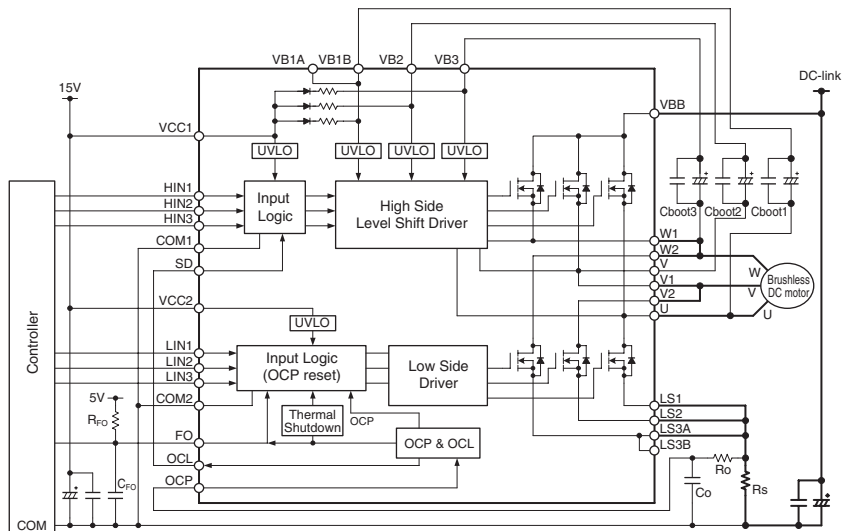 VB1A VB1B VB2 VB3
15V
DC-link
VCC1
VBB
UVLO
UVLO UVLO UVLO
HIN1
HIN2
HIN3
Input
Logic
High Side
Level Shift Driver
Cboot3 Cboot2 Cboot1
COM1
SD
W1
W2
V
V1
V2
U
W
V
U
Brushless
DC motor
VCC2
UVLO
Controller
LIN1
LIN2
LIN3
Input Logic
(OCP reset)
Low Side
Driver
5V
COM2
RFO
Thermal
Shutdown
OCP
LS1
LS2
LS3A
LS3B
FO
OCP & OCL
OCL
CFO
OCP
Ro
Co
Rs
COM